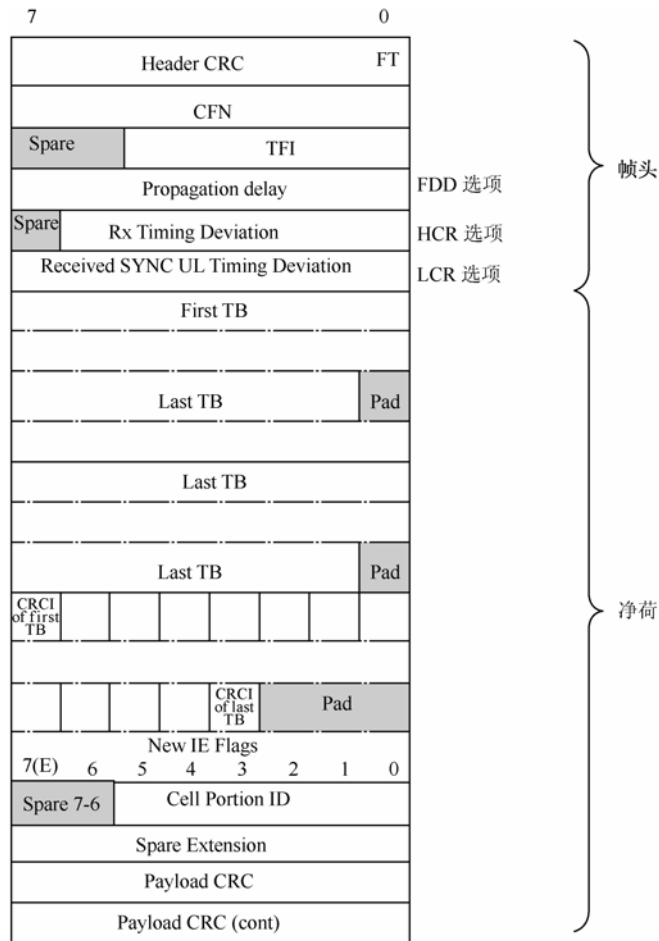 7 0
Header CRC FT
CFN
Spare TFI
Propagation delay FDD 选项
帧头
Spare Rx Timing Deviation HCR 选项
Received SYNC UL Timing Deviation LCR 选项
First TB
Last TB Pad
Last TB
Last TB Pad
CRCI
of first
TB
净荷
CRCI
of last
TB
Pad
New IE Flags
7(E) 6 5 4 3 2 1 0
Spare 7-6 Cell Portion ID
Spare Extension
Payload CRC
Payload CRC (cont)